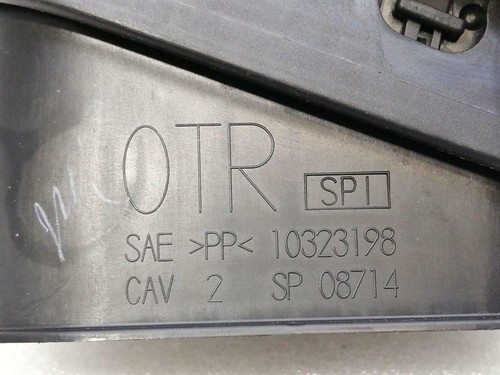 OTR SPI
SAE >PP< 10323198
CAV 2 SP 08714